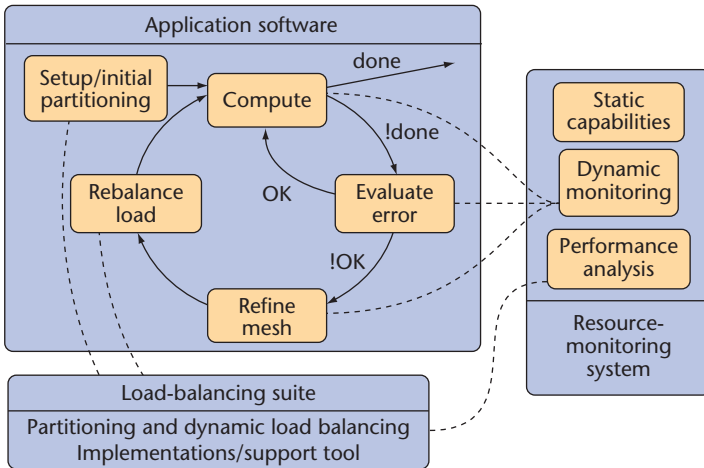 Application software
Setup/initial
partitioning
Compute
done
!done
Rebalance
load
OK
Evaluate
error
!OK
Refine
mesh
Static
capabilities
Dynamic
monitoring
Performance
analysis
Resource-
monitoring
system
Load-balancing suite
Partitioning and dynamic load balancing
Implementations/support tool